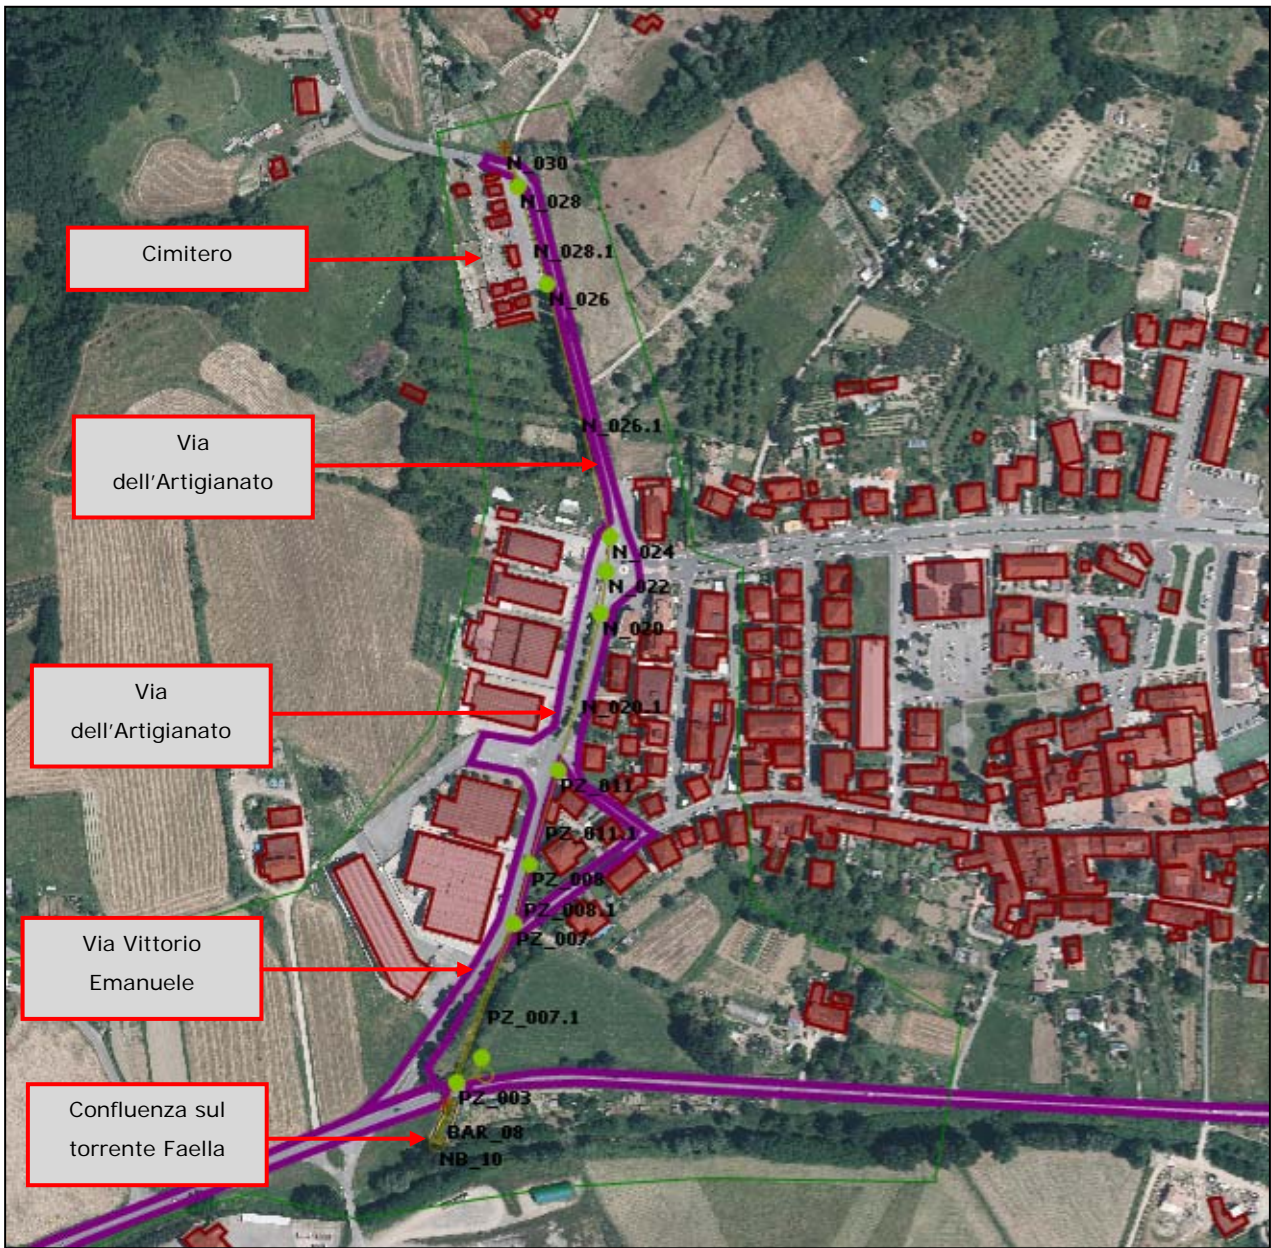 N_030
N_028
Cimitero
N_028.1
N_026
N_026.1
Via
dell'Artigianato
N_024
N_022
N_020
Via
dell'Artigianato
N_020.1
PZ_011
PZ_011.1
PZ_008
PZ_008.1
PZ_007
Via Vittorio
Emanuele
PZ_007.1
PZ_003
Confluenza sul
torrente Faella
BAR_08
NB_10